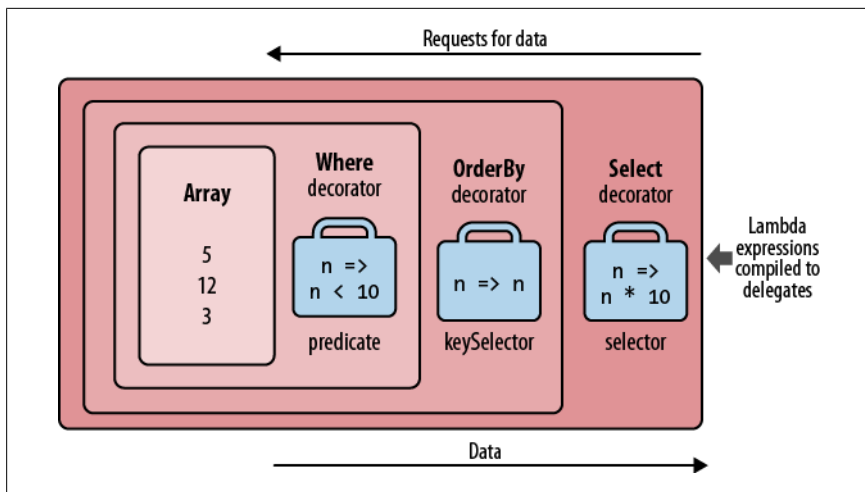 Requests for data
Array
5
12
3
Where
decorator
n =>
n < 10
predicate
OrderBy
decorator
n => n
keySelector
Select
decorator
n =>
n * 10
selector
Lambda
expressions
compiled to
delegates
Data